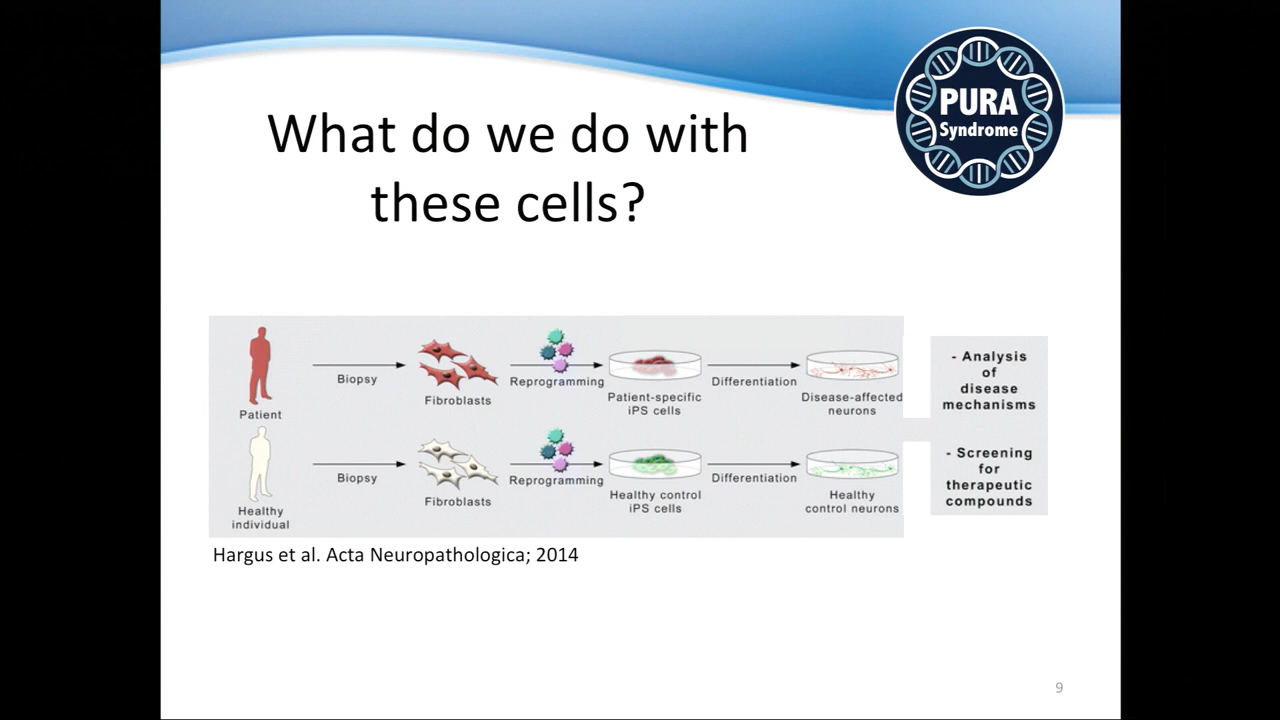 PURA
Syndrome
What do we do with
these cells?
Patient
Biopsy
Fibroblasts
Reprogramming
Patient-specific
iPS cells
Differentiation
Disease-affected
neurons
- Analysis
of
disease
mechanisms
Healthy
individual
Biopsy
Fibroblasts
Reprogramming
Healthy control
iPS cells
Differentiation
Healthy
control neurons
- Screening
for
therapeutic
compounds
Hargus et al. Acta Neuropathologica; 2014
9